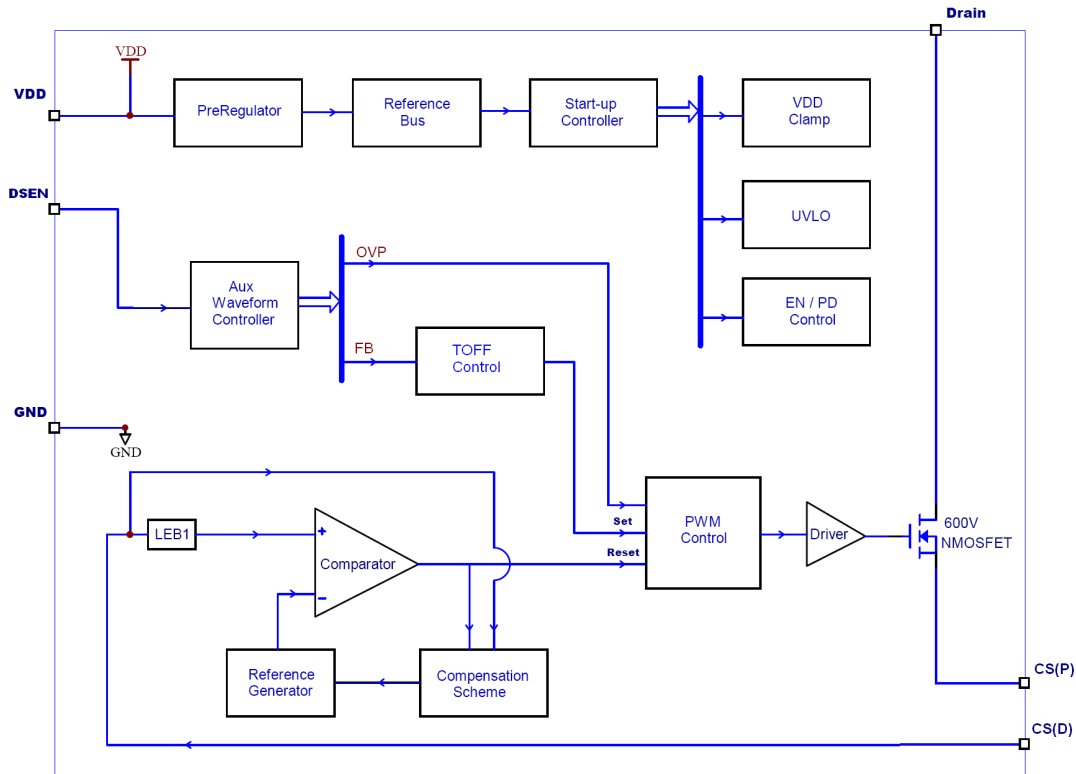 Drain
VDD
VDD
PreRegulator
Reference
Bus
Start-up
Controller
VDD
Clamp
DSEN
UVLO
OVP
Aux
Waveform
Controller
EN / PD
Control
FB
TOFF
Control
GND
GND
LEB1
+
Comparator
−
Set
Reset
PWM
Control
Driver
600V
NMOSFET
Reference
Generator
Compensation
Scheme
CS(P)
CS(D)